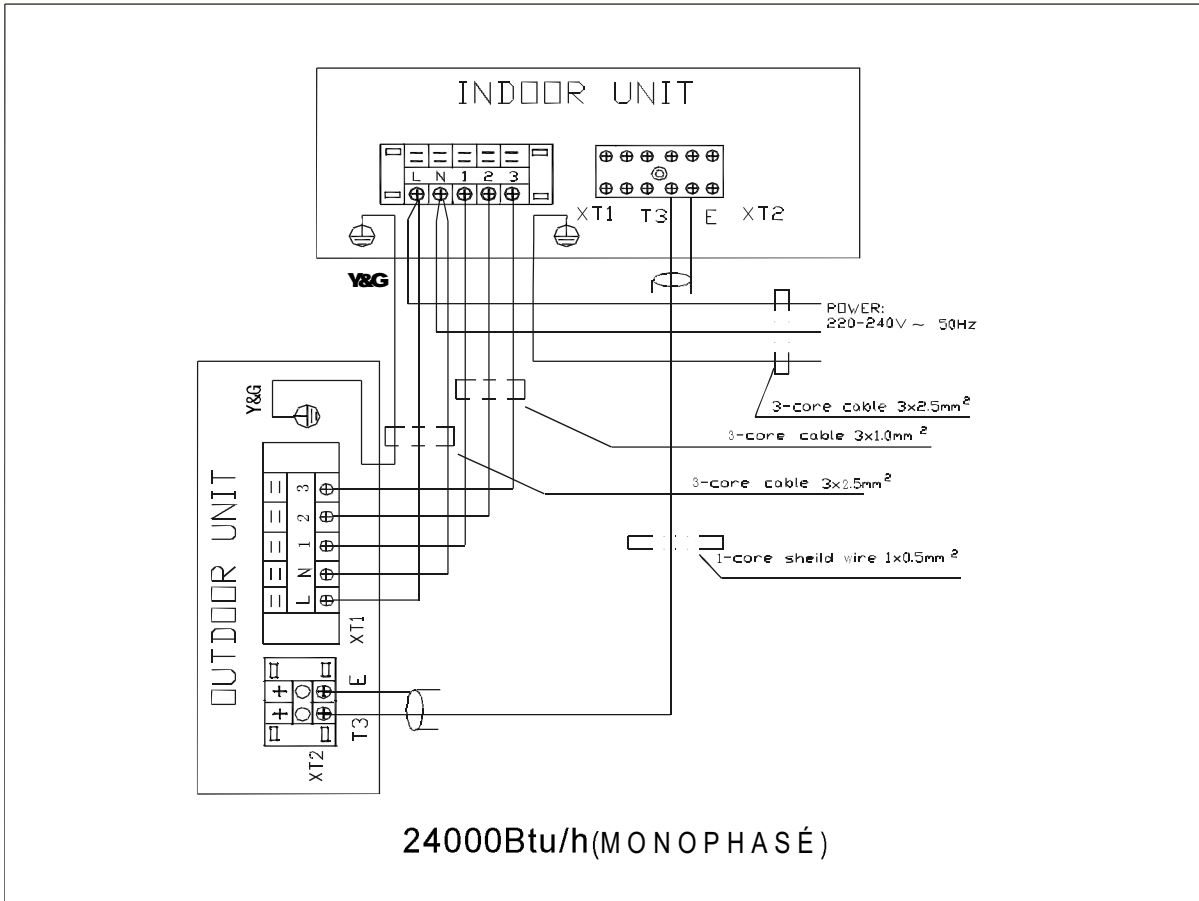 INDOOR UNIT
L N 1 2 3
XT1 T3 E XT2
Y&G
POWER:
220-240V ~ 50Hz
3-core cable 3x2.5mm²
3-core cable 3x1.0mm²
3-core cable 3x2.5mm²
1-core sheild wire 1x0.5mm²
Y&G
OUTDOOR UNIT
3
2
1
N
L
XT1
E
T3
XT2
24000Btu/h(MONOPHASÉ)